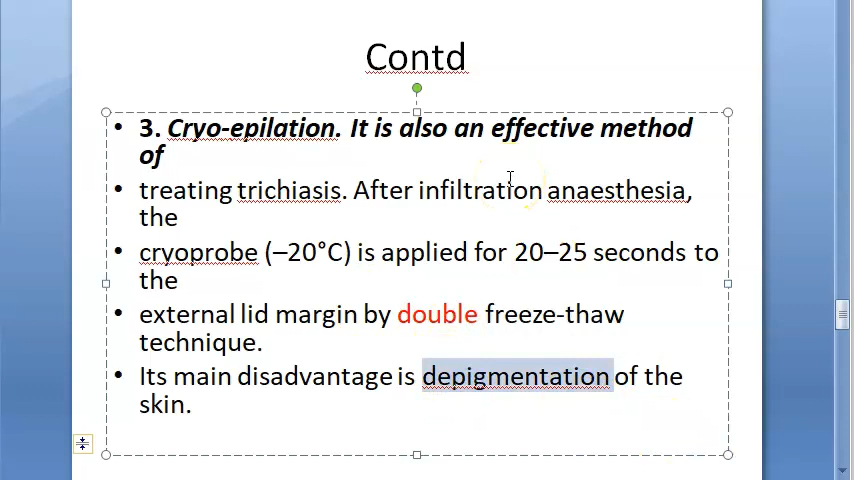 Contd
• 3. Cryo-epilation. It is also an effective method
of
• treating trichiasis. After infiltration anaesthesia,
the
• cryoprobe (–20°C) is applied for 20–25 seconds to
the
• external lid margin by double freeze-thaw
technique.
• Its main disadvantage is depigmentation of the
skin.